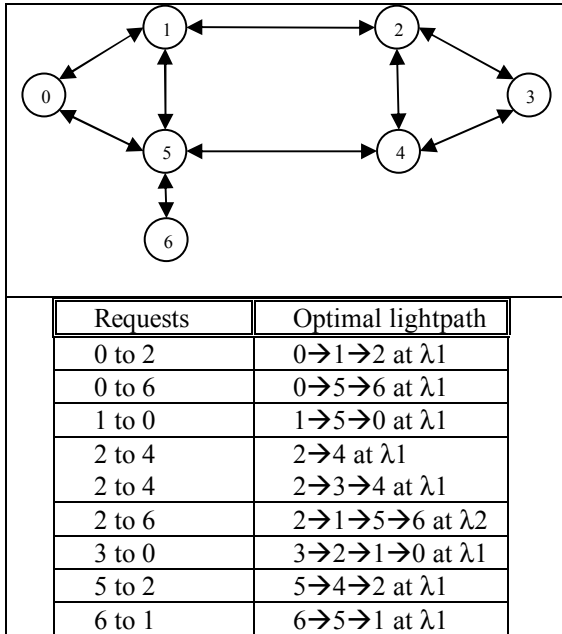 1 2
0 3
5 4
6
Requests Optimal lightpath
0 to 2 0→1→2 at λ1
0 to 6 0→5→6 at λ1
1 to 0 1→5→0 at λ1
2 to 4 2→4 at λ1
2 to 4 2→3→4 at λ1
2 to 6 2→1→5→6 at λ2
3 to 0 3→2→1→0 at λ1
5 to 2 5→4→2 at λ1
6 to 1 6→5→1 at λ1